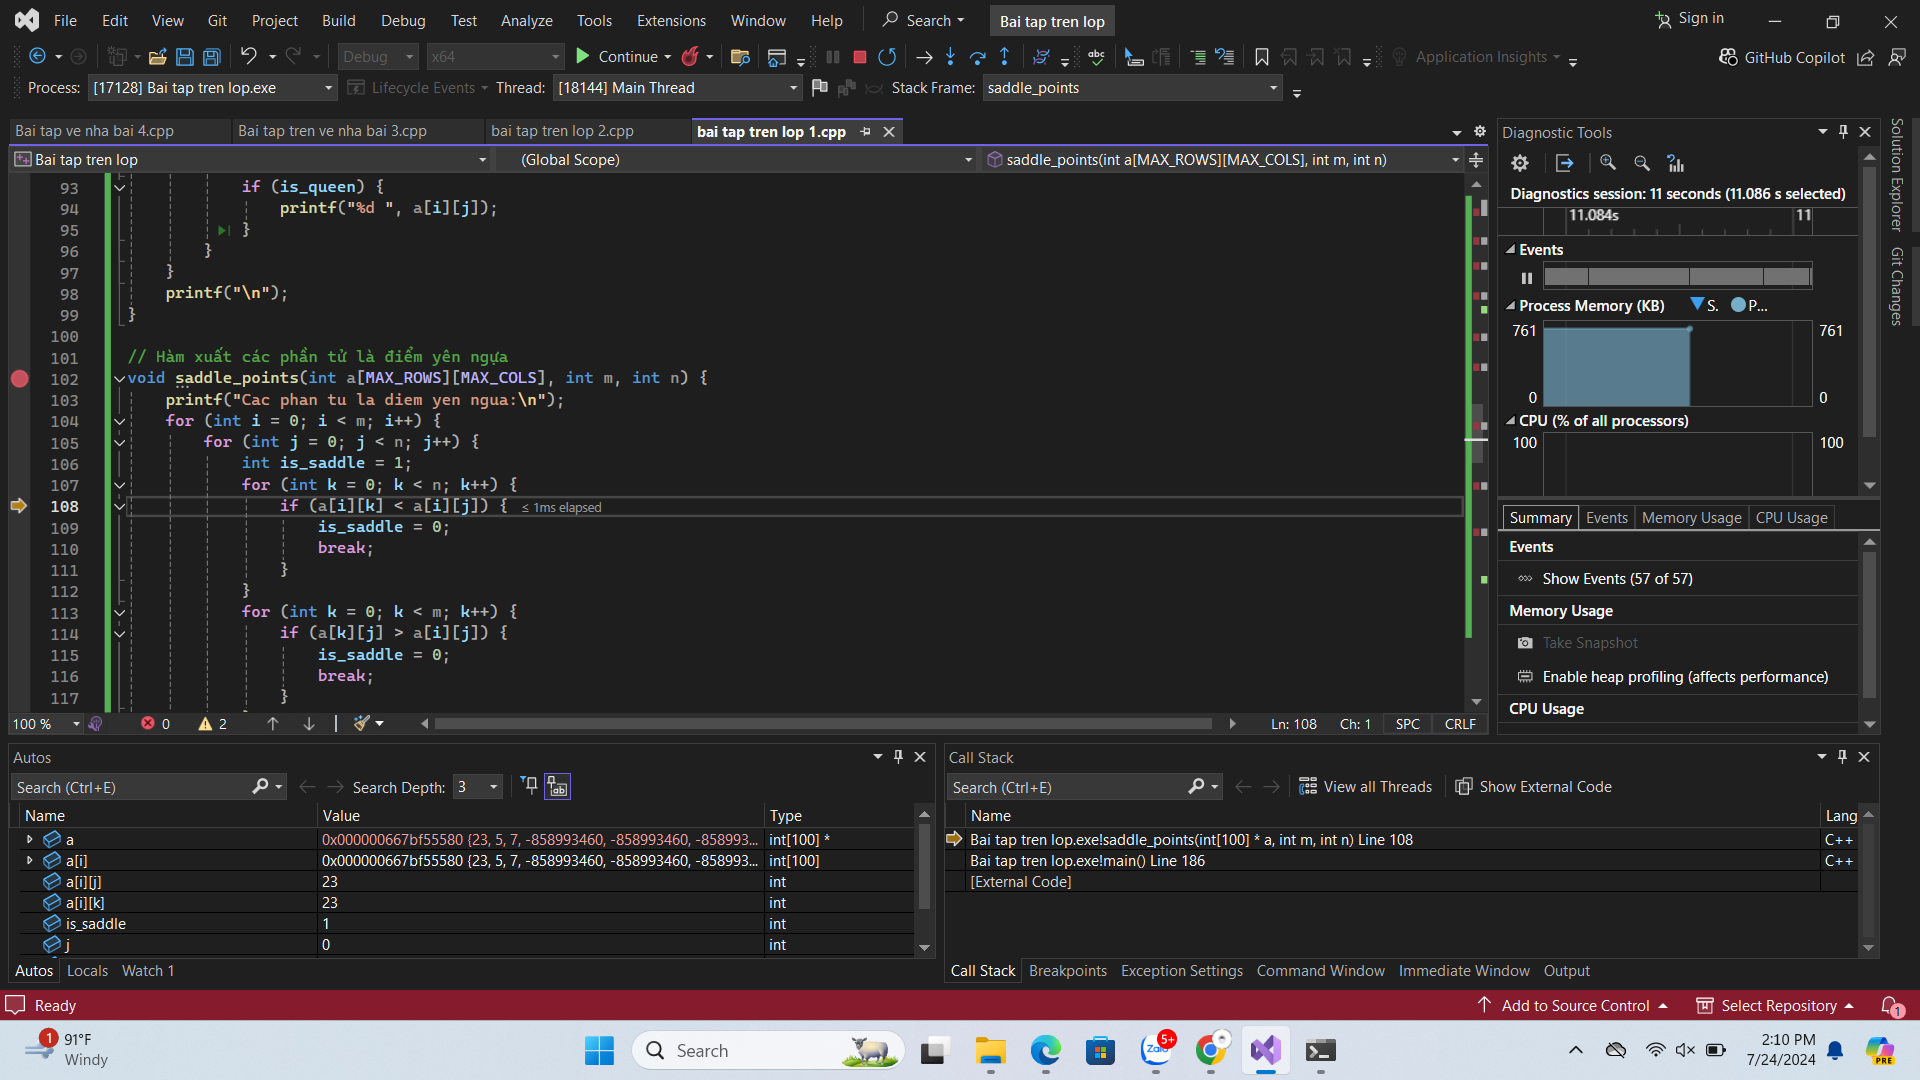 File Edit View Git Project Build Debug Test Analyze Tools Extensions Window Help Search Bai tap tren lop Sign in
Debug x64 Continue abc Application Insights GitHub Copilot
Process: [17128] Bai tap tren lop.exe Lifecycle Events Thread: [18144] Main Thread Stack Frame: saddle_points
Bai tap ve nha bai 4.cpp Bai tap tren ve nha bai 3.cpp bai tap tren lop 2.cpp bai tap tren lop 1.cpp
Bai tap tren lop (Global Scope) saddle_points(int a[MAX_ROWS][MAX_COLS], int m, int n)
93 if (is_queen) {
94 printf("%d ", a[i][j]);
95 }
96 }
97 }
98 printf("\n");
99 }
100
101 // Hàm xuất các phần tử là điểm yên ngựa
102 void saddle_points(int a[MAX_ROWS][MAX_COLS], int m, int n) {
103 printf("Cac phan tu la diem yen ngua:\n");
104 for (int i = 0; i < m; i++) {
105 for (int j = 0; j < n; j++) {
106 int is_saddle = 1;
107 for (int k = 0; k < n; k++) {
108 if (a[i][k] < a[i][j]) { ≤ 1ms elapsed
109 is_saddle = 0;
110 break;
111 }
112 }
113 for (int k = 0; k < m; k++) {
114 if (a[k][j] > a[i][j]) {
115 is_saddle = 0;
116 break;
117 }
100 % 0 2 Ln: 108 Ch: 1 SPC CRLF
Diagnostic Tools
Diagnostics session: 11 seconds (11.086 s selected)
11.084s 11
Events
Process Memory (KB) S. P...
761 761
0 0
CPU (% of all processors)
100 100
Summary Events Memory Usage CPU Usage
Events
Show Events (57 of 57)
Memory Usage
Take Snapshot
Enable heap profiling (affects performance)
CPU Usage
Solution Explorer
Git Changes
Autos
Search (Ctrl+E) Search Depth: 3
Name Value Type
a 0x000000667bf55580 {23, 5, 7, -858993460, -858993460, -858993... int[100] *
a[i] 0x000000667bf55580 {23, 5, 7, -858993460, -858993460, -858993... int[100]
a[i][j] 23 int
a[i][k] 23 int
is_saddle 1 int
j 0 int
Autos Locals Watch 1
Call Stack
Search (Ctrl+E) View all Threads Show External Code
Name Lang
Bai tap tren lop.exe!saddle_points(int[100] * a, int m, int n) Line 108 C++
Bai tap tren lop.exe!main() Line 186 C++
[External Code]
Call Stack Breakpoints Exception Settings Command Window Immediate Window Output
Ready Add to Source Control Select Repository 1
1 91°F
Windy
Search
Zalo 5+
2:10 PM
7/24/2024
PRE